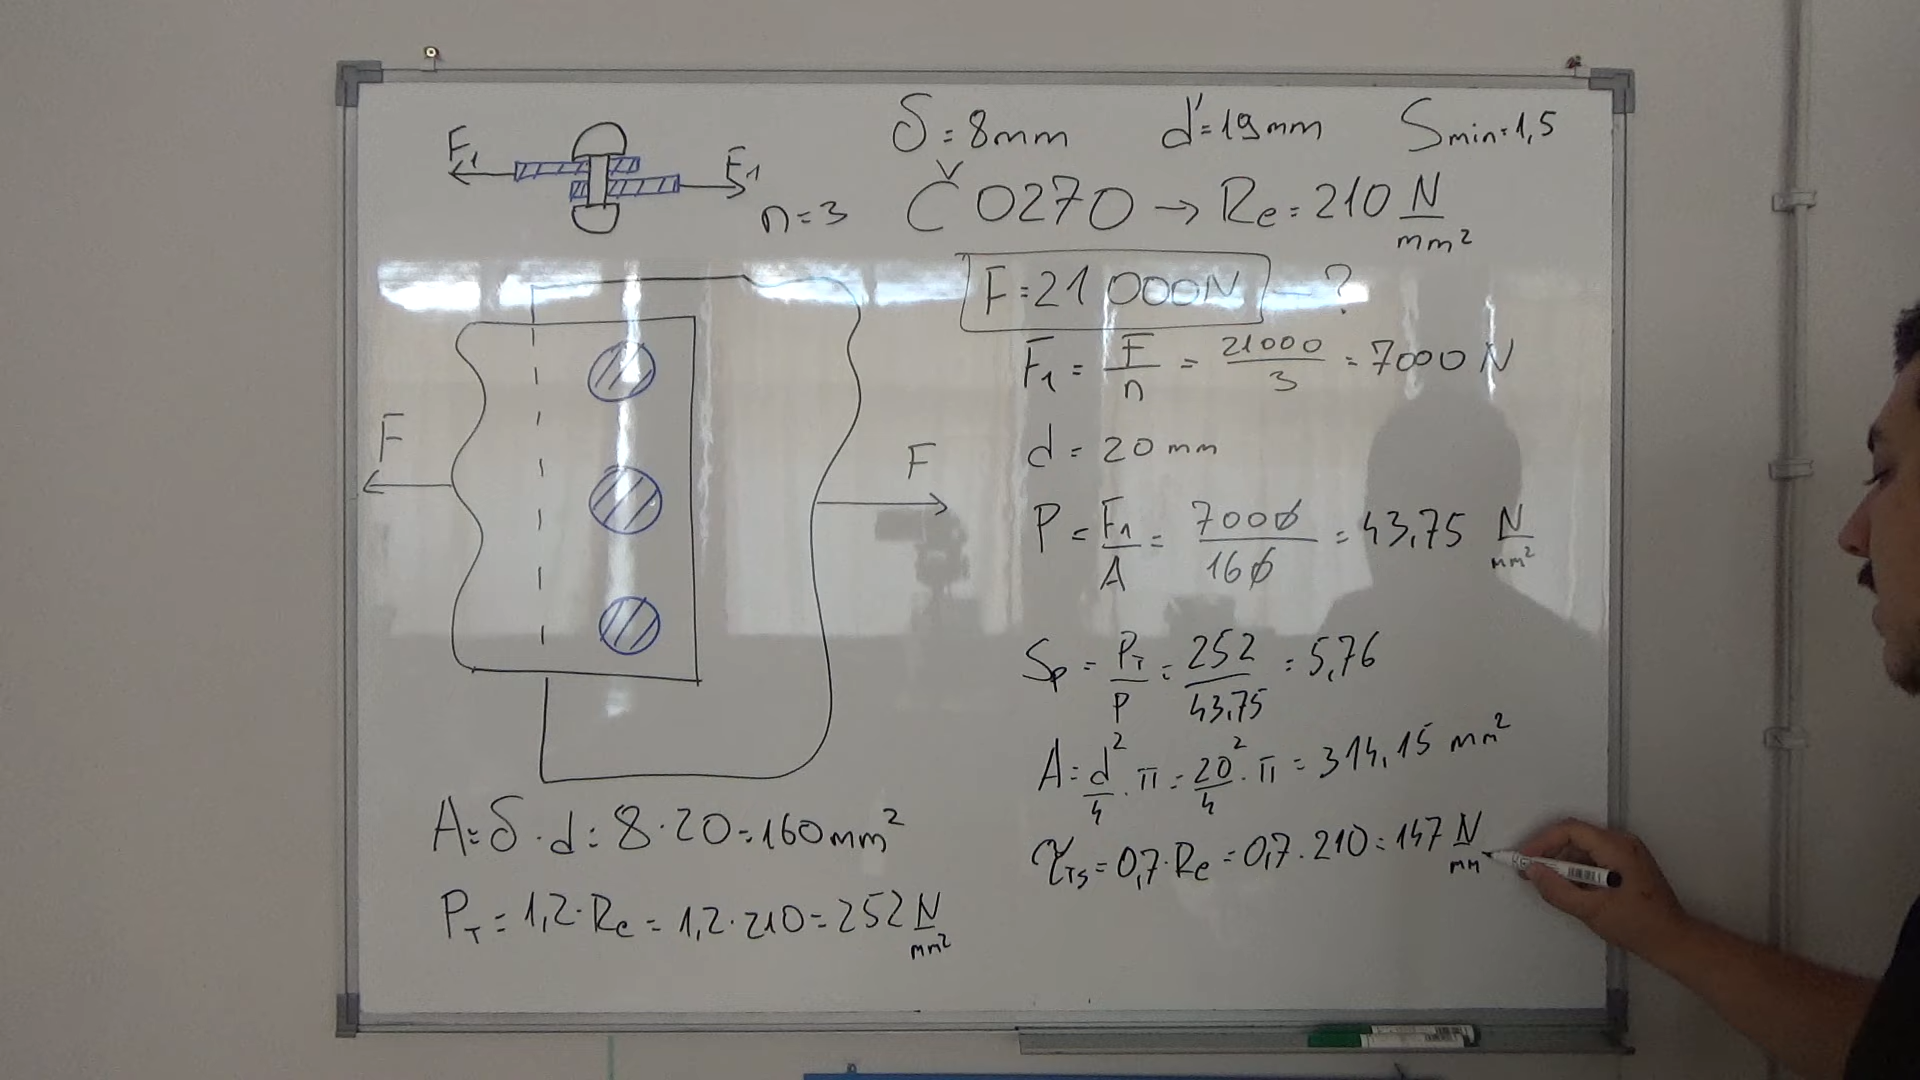 δ = 8mm d' = 19mm Smin = 1,5
F₁ F₁ n = 3
Č 0270 → Re = 210 N/mm²
F = 21 000N — ?
F₁ = F/n = 21000/3 = 7000 N
F F
d = 20 mm
P = F₁/A = 7000/160 = 43,75 N/mm²
Sp = PT/P = 252/43,75 = 5,76
A = d²/4 · π = 20²/4 · π = 314,15 mm²
τTS = 0,7 · Re = 0,7 · 210 = 147 N/mm
A = δ · d = 8 · 20 = 160 mm²
PT = 1,2 · Re = 1,2 · 210 = 252 N/mm²